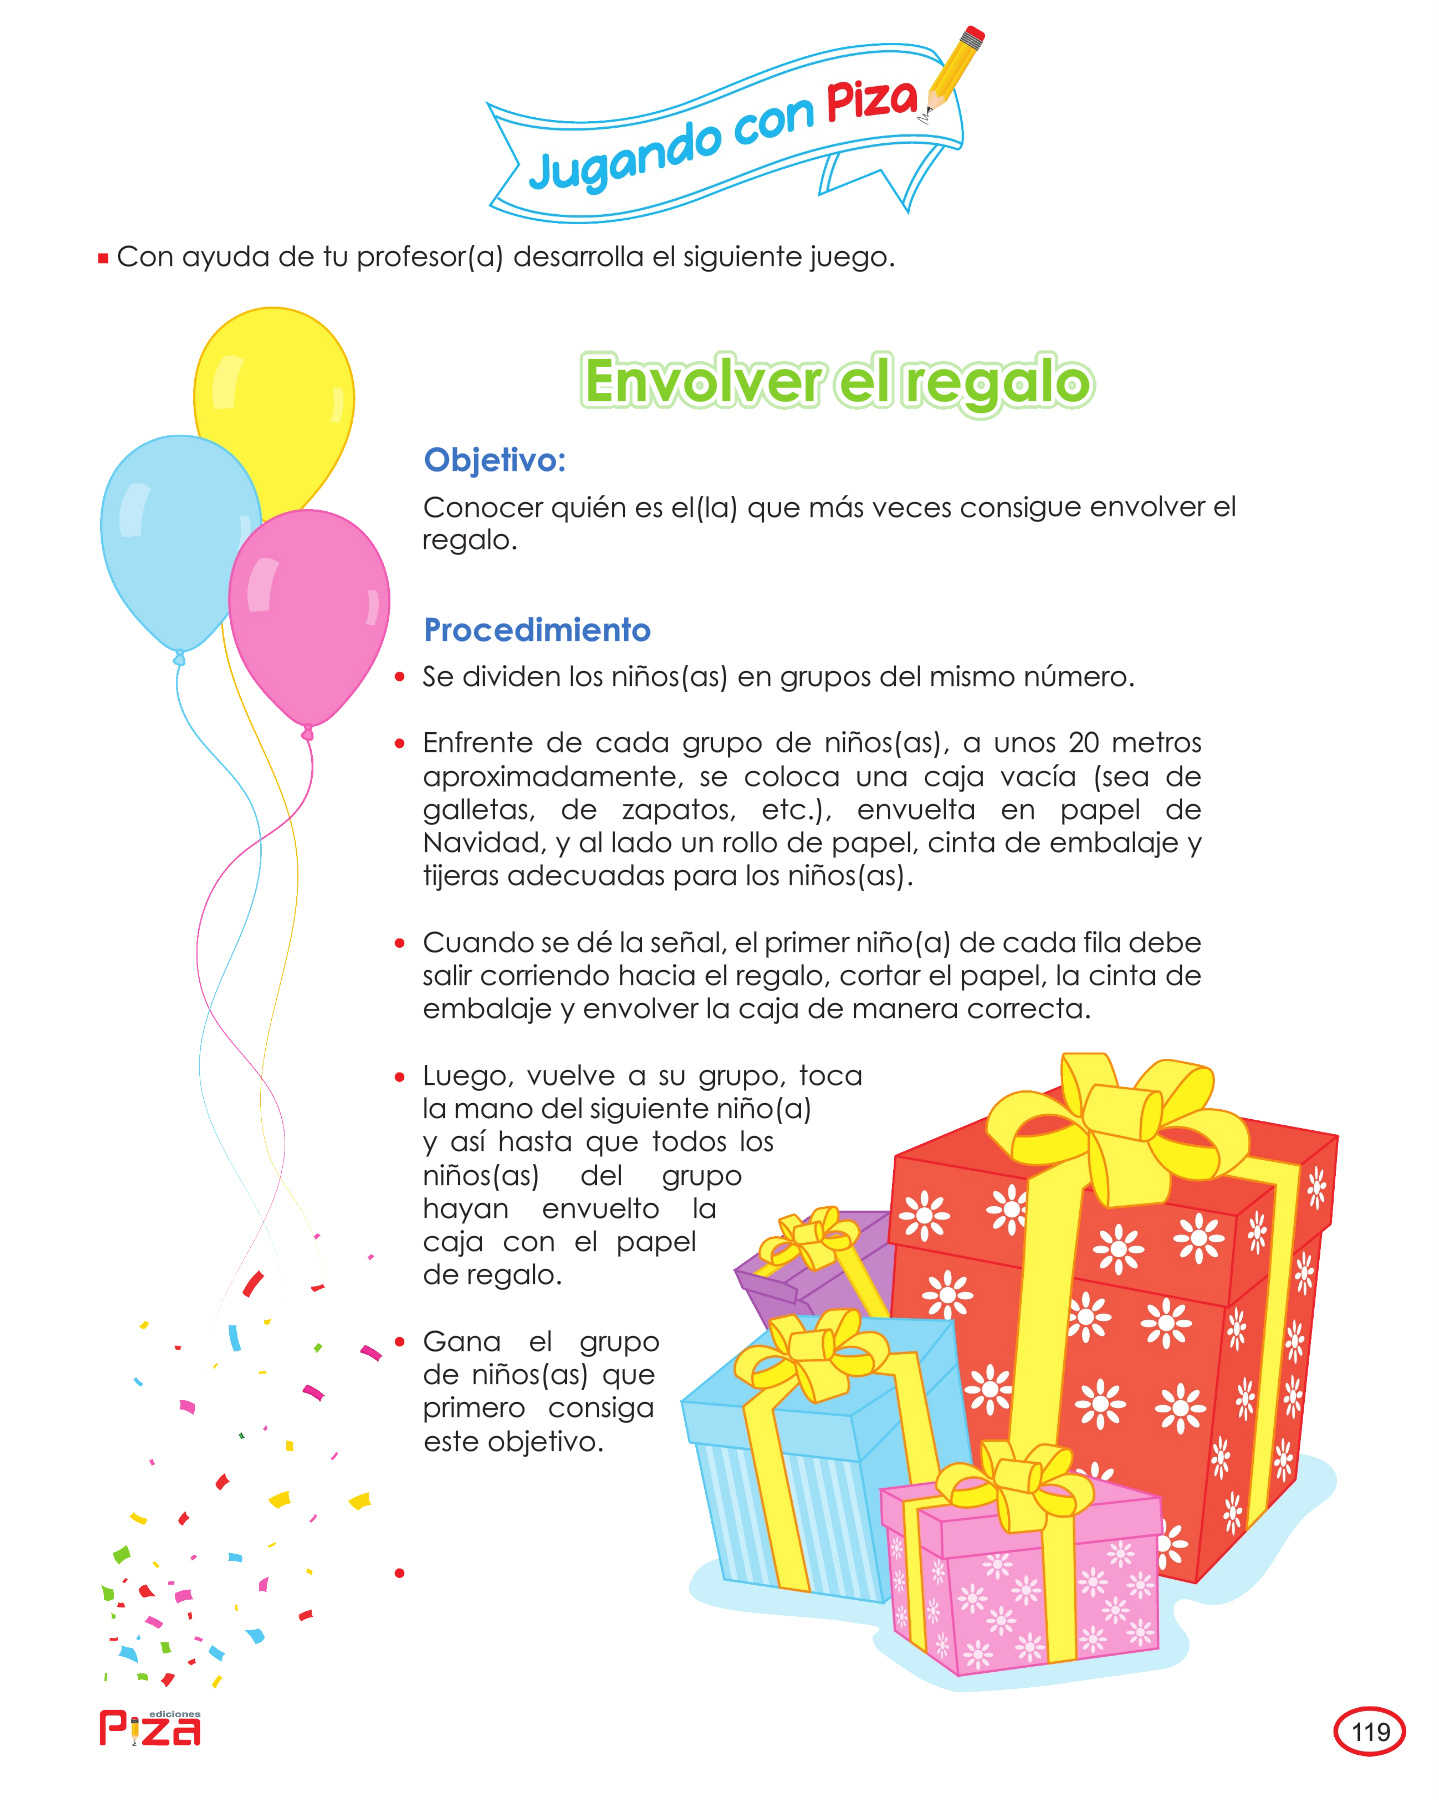 Jugando con Piza
Con ayuda de tu profesor(a) desarrolla el siguiente juego.
Envolver el regalo
Objetivo:
Conocer quién es el(la) que más veces consigue envolver el
regalo.
Procedimiento
• Se dividen los niños(as) en grupos del mismo número.
• Enfrente de cada grupo de niños(as), a unos 20 metros
aproximadamente, se coloca una caja vacía (sea de
galletas, de zapatos, etc.), envuelta en papel de
Navidad, y al lado un rollo de papel, cinta de embalaje y
tijeras adecuadas para los niños(as).
• Cuando se dé la señal, el primer niño(a) de cada fila debe
salir corriendo hacia el regalo, cortar el papel, la cinta de
embalaje y envolver la caja de manera correcta.
• Luego, vuelve a su grupo, toca
la mano del siguiente niño(a)
y así hasta que todos los
niños(as) del grupo
hayan envuelto la
caja con el papel
de regalo.
• Gana el grupo
de niños(as) que
primero consiga
este objetivo.
•
ediciones
Piza
119